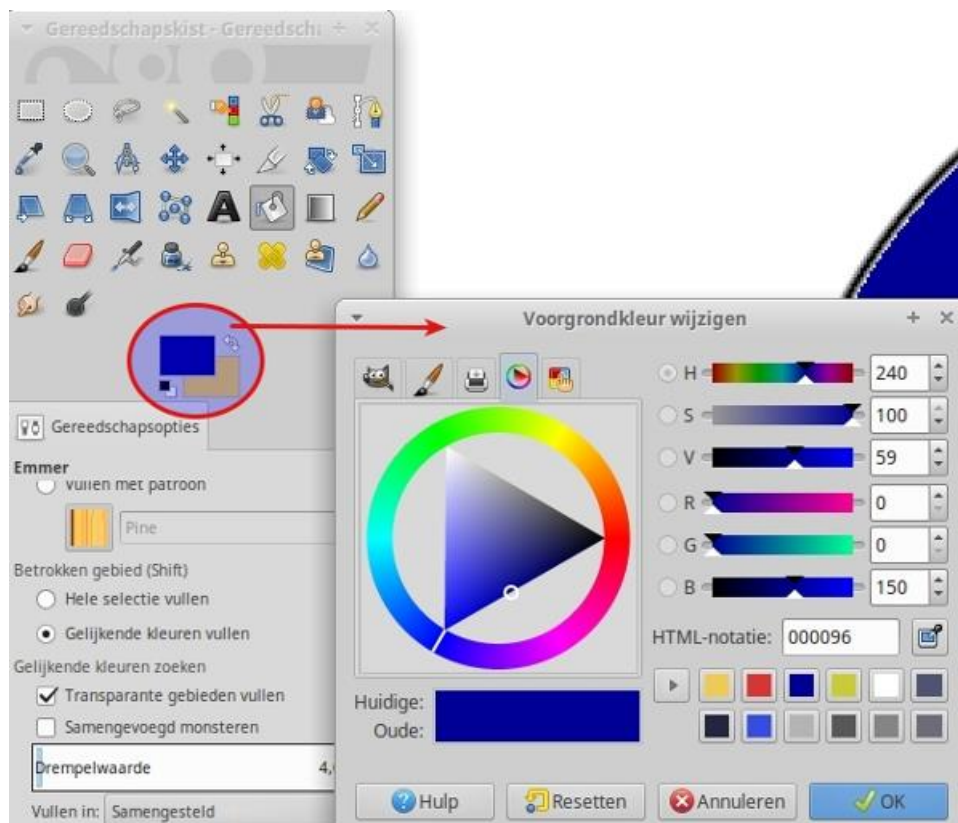 Gereedschapskist - Gereedscha
Gereedschapsopties
Emmer
Vullen met patroon
Pine
Betrokken gebied (Shift)
Hele selectie vullen
Gelijkende kleuren vullen
Gelijkende kleuren zoeken
Transparante gebieden vullen
Samengevoegd monsteren
Drempelwaarde 4,
Vullen in: Samengesteld
Voorgrondkleur wijzigen
H 240
S 100
V 59
R 0
G 0
B 150
HTML-notatie: 000096
Huidige:
Oude:
Hulp
Resetten
Annuleren
OK